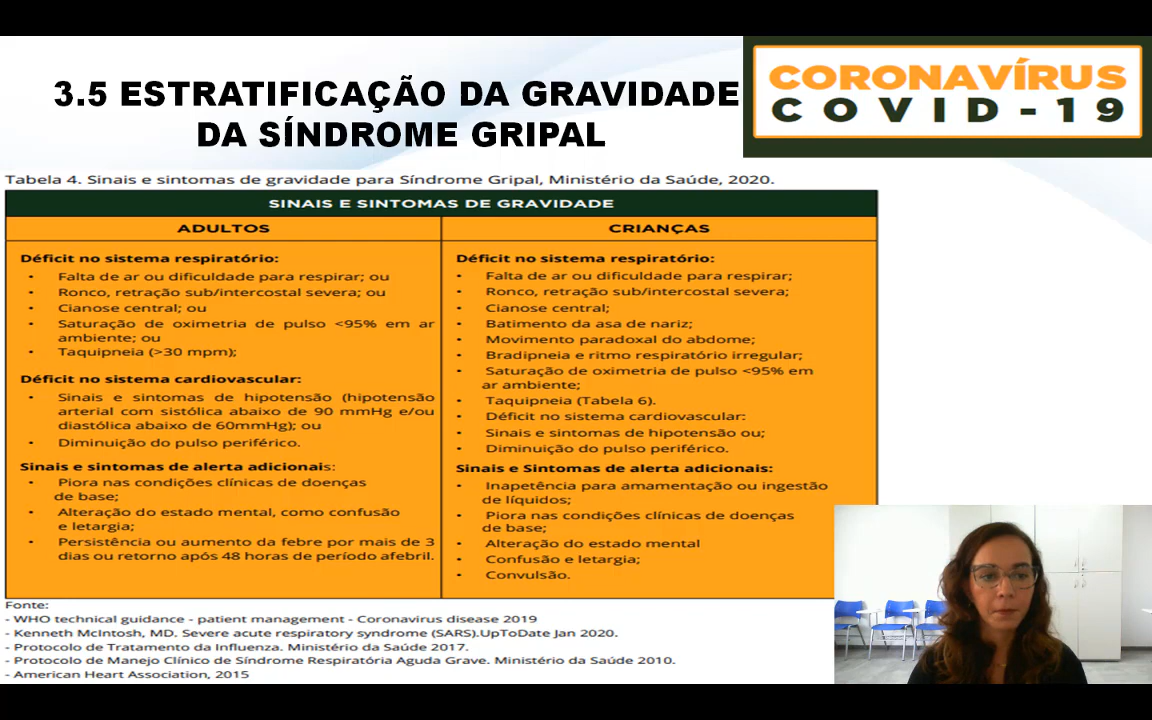 3.5 ESTRATIFICAÇÃO DA GRAVIDADE
DA SÍNDROME GRIPAL
CORONAVÍRUS
COVID-19
Tabela 4. Sinais e sintomas de gravidade para Síndrome Gripal, Ministério da Saúde, 2020.
SINAIS E SINTOMAS DE GRAVIDADE
ADULTOS
Déficit no sistema respiratório:
• Falta de ar ou dificuldade para respirar; ou
• Ronco, retração sub/intercostal severa; ou
• Cianose central; ou
• Saturação de oximetria de pulso <95% em ar
ambiente; ou
• Taquipneia (>30 mpm);
Déficit no sistema cardiovascular:
• Sinais e sintomas de hipotensão (hipotensão
arterial com sistólica abaixo de 90 mmHg e/ou
diastólica abaixo de 60mmHg); ou
• Diminuição do pulso periférico.
Sinais e sintomas de alerta adicionais:
• Piora nas condições clínicas de doenças
de base;
• Alteração do estado mental, como confusão
e letargia;
• Persistência ou aumento da febre por mais de 3
dias ou retorno após 48 horas de período afebril.
CRIANÇAS
Déficit no sistema respiratório:
• Falta de ar ou dificuldade para respirar;
• Ronco, retração sub/intercostal severa;
• Cianose central;
• Batimento da asa de nariz;
• Movimento paradoxal do abdome;
• Bradipneia e ritmo respiratório irregular;
• Saturação de oximetria de pulso <95% em
ar ambiente;
• Taquipneia (Tabela 6).
• Déficit no sistema cardiovascular:
• Sinais e sintomas de hipotensão ou;
• Diminuição do pulso periférico.
Sinais e Sintomas de alerta adicionais:
• Inapetência para amamentação ou ingestão
de líquidos;
• Piora nas condições clínicas de doenças
de base;
• Alteração do estado mental
• Confusão e letargia;
• Convulsão.
Fonte:
- WHO technical guidance - patient management - Coronavirus disease 2019
- Kenneth McIntosh, MD. Severe acute respiratory syndrome (SARS).UpToDate Jan 2020.
- Protocolo de Tratamento da Influenza. Ministério da Saúde 2017.
- Protocolo de Manejo Clínico de Síndrome Respiratória Aguda Grave. Ministério da Saúde 2010.
- American Heart Association, 2015